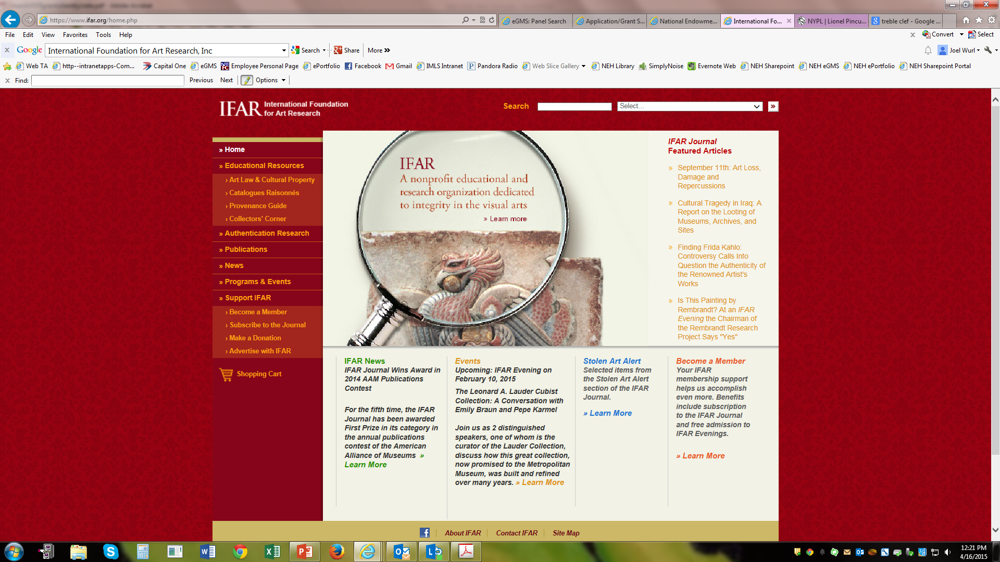 https://www.ifar.org/home.php
eGMS: Panel Search
Application/Grant S...
National Endowme...
International Fo...
NYPL | Lionel Pincu...
treble clef - Google ...
File Edit View Favorites Tools Help
Convert Select
Google International Foundation for Art Research, Inc Search Share More »
Joel Wurl
Web TA http--intranetapps-Com... Capital One eGMS Employee Personal Page ePortfolio Facebook Gmail IMLS Intranet Pandora Radio Web Slice Gallery NEH Library SimplyNoise Evernote Web NEH Sharepoint NEH eGMS NEH ePortfolio NEH Sharepoint Portal
Find: Previous Next Options
IFAR International Foundation
for Art Research
Search Select...
» Home
» Educational Resources
› Art Law & Cultural Property
› Catalogues Raisonnés
› Provenance Guide
› Collectors' Corner
» Authentication Research
» Publications
» News
» Programs & Events
» Support IFAR
› Become a Member
› Subscribe to the Journal
› Make a Donation
› Advertise with IFAR
Shopping Cart
IFAR
A nonprofit educational and
research organization dedicated
to integrity in the visual arts
» Learn more
IFAR Journal
Featured Articles
» September 11th: Art Loss,
Damage and
Repercussions
» Cultural Tragedy in Iraq: A
Report on the Looting of
Museums, Archives, and
Sites
» Finding Frida Kahlo:
Controversy Calls Into
Question the Authenticity of
the Renowned Artist's
Works
» Is This Painting by
Rembrandt? At an IFAR
Evening the Chairman of
the Rembrandt Research
Project Says "Yes"
IFAR News
IFAR Journal Wins Award in
2014 AAM Publications
Contest
For the fifth time, the IFAR
Journal has been awarded
First Prize in its category in
the annual publications
contest of the American
Alliance of Museums »
Learn More
Events
Upcoming: IFAR Evening on
February 10, 2015
The Leonard A. Lauder Cubist
Collection: A Conversation with
Emily Braun and Pepe Karmel
Join us as 2 distinguished
speakers, one of whom is the
curator of the Lauder Collection,
discuss how this great collection,
now promised to the Metropolitan
Museum, was built and refined
over many years. » Learn More
Stolen Art Alert
Selected items from
the Stolen Art Alert
section of the IFAR
Journal.
» Learn More
Become a Member
Your IFAR
membership support
helps us accomplish
even more. Benefits
include subscription
to the IFAR Journal
and free admission to
IFAR Evenings.
» Learn More
About IFAR Contact IFAR Site Map
12:21 PM
4/16/2015